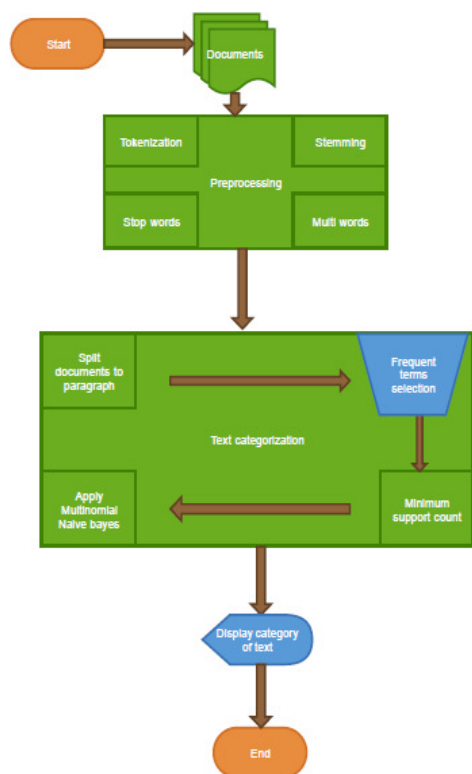 Start
Documents
Tokenization
Stemming
Preprocessing
Stop words
Multi words
Split
documents to
paragraph
Frequent
terms
selection
Text categorization
Apply
Multinomial
Naive bayes
Minimum
support count
Display category
of text
End